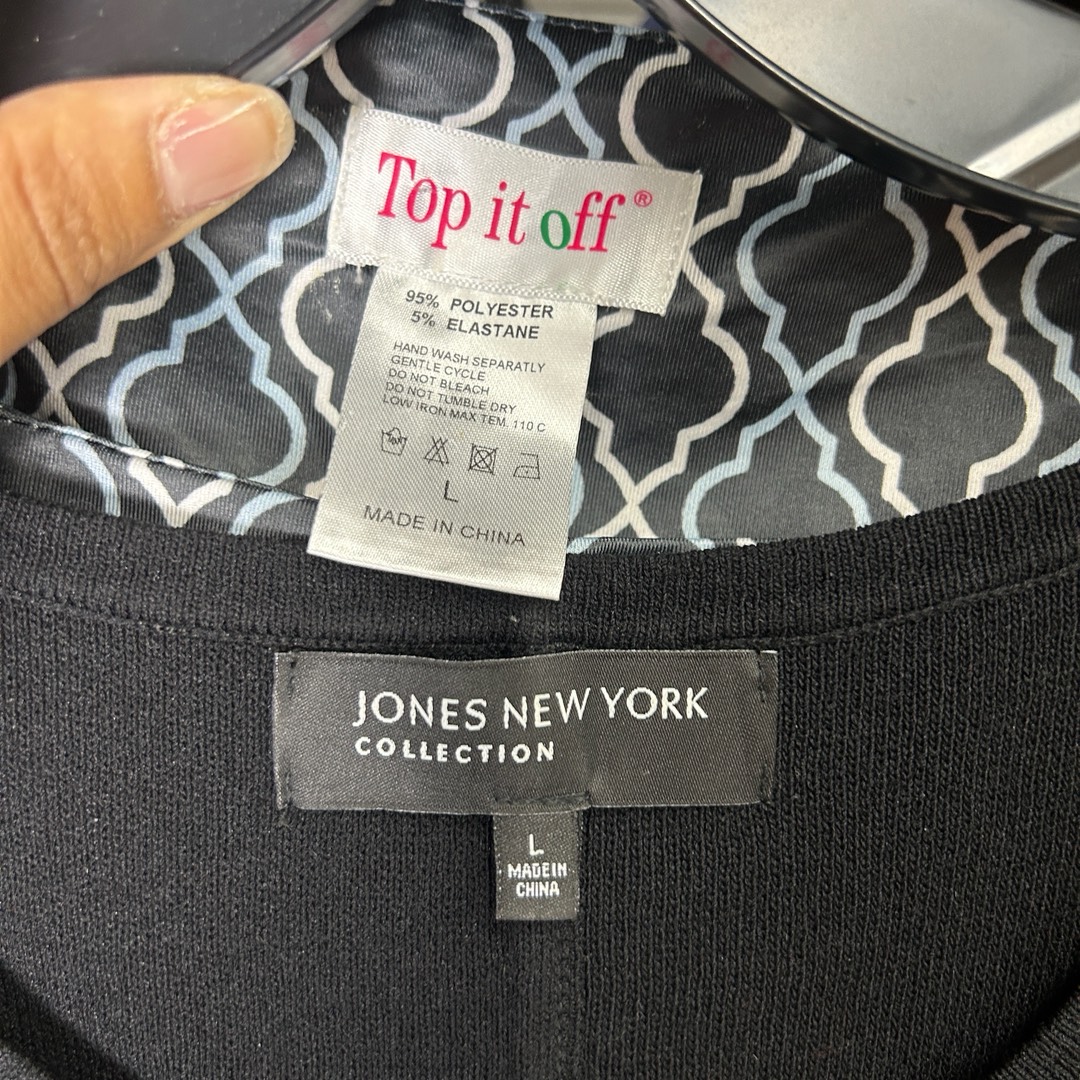 Top it off®
95% POLYESTER
5% ELASTANE
HAND WASH SEPARATLY
GENTLE CYCLE
DO NOT BLEACH
DO NOT TUMBLE DRY
LOW IRON MAX TEM. 110 C
L
MADE IN CHINA
JONES NEW YORK
COLLECTION
L
MADE IN
CHINA